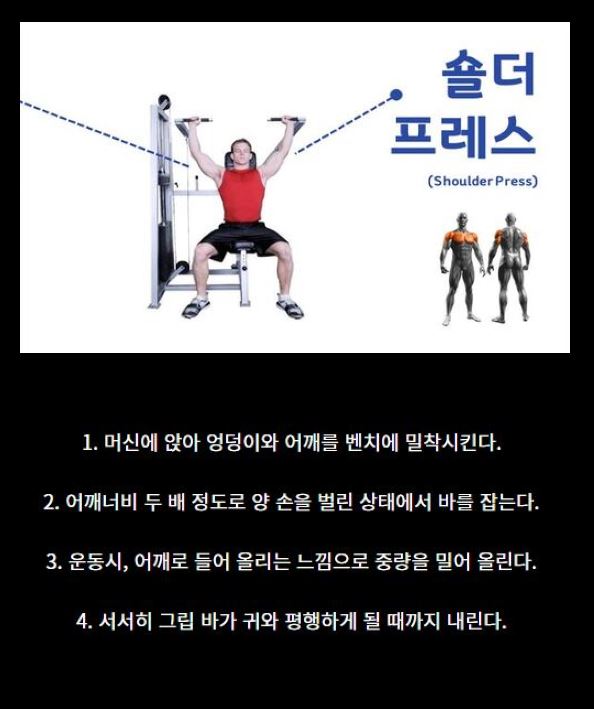 숄더
프레스
(Shoulder Press)
1. 머신에 앉아 엉덩이와 어깨를 벤치에 밀착시킨다.
2. 어깨너비 두 배 정도로 양 손을 벌린 상태에서 바를 잡는다.
3. 운동시, 어깨로 들어 올리는 느낌으로 중량을 밀어 올린다.
4. 서서히 그립 바가 귀와 평행하게 될 때까지 내린다.